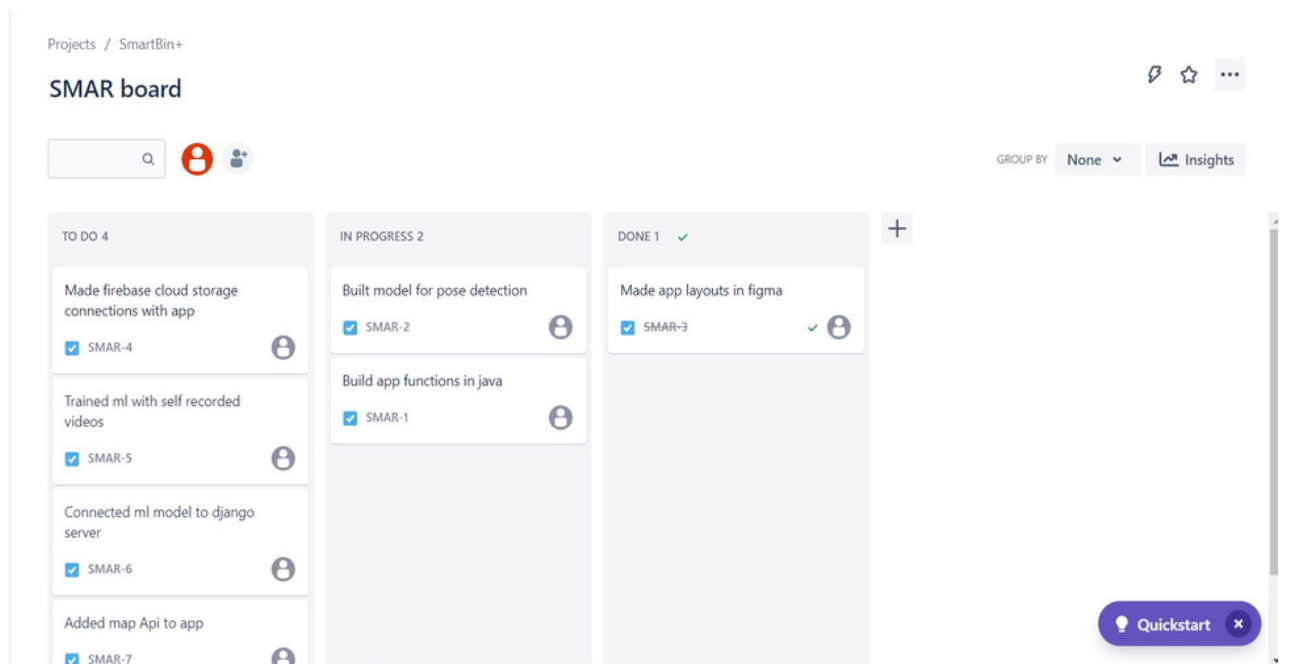 Projects / SmartBin+
SMAR board
GROUP BY None
Insights
TO DO 4
Made firebase cloud storage
connections with app
SMAR-4
Trained ml with self recorded
videos
SMAR-5
Connected ml model to django
server
SMAR-6
Added map Api to app
SMAR-7
IN PROGRESS 2
Built model for pose detection
SMAR-2
Build app functions in java
SMAR-1
DONE 1
Made app layouts in figma
SMAR-3
Quickstart